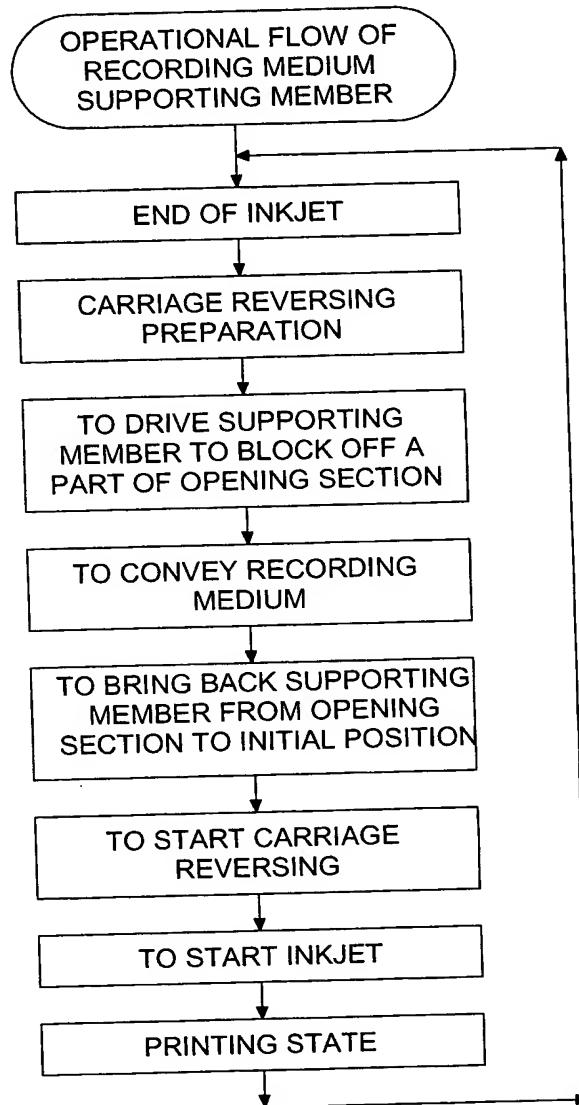 OPERATIONAL FLOW OF
RECORDING MEDIUM
SUPPORTING MEMBER
END OF INKJET
CARRIAGE REVERSING
PREPARATION
TO DRIVE SUPPORTING
MEMBER TO BLOCK OFF A
PART OF OPENING SECTION
TO CONVEY RECORDING
MEDIUM
TO BRING BACK SUPPORTING
MEMBER FROM OPENING
SECTION TO INITIAL POSITION
TO START CARRIAGE
REVERSING
TO START INKJET
PRINTING STATE